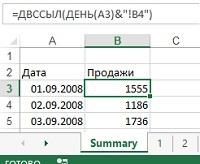 =ДВССЫЛ(ДЕНЬ(A3)&"!B4")
A B
1
2 Дата Продажи
3 01.09.2008 1555
4 02.09.2008 1186
5 03.09.2008 1736
Summary 1 2
ГОТОВО